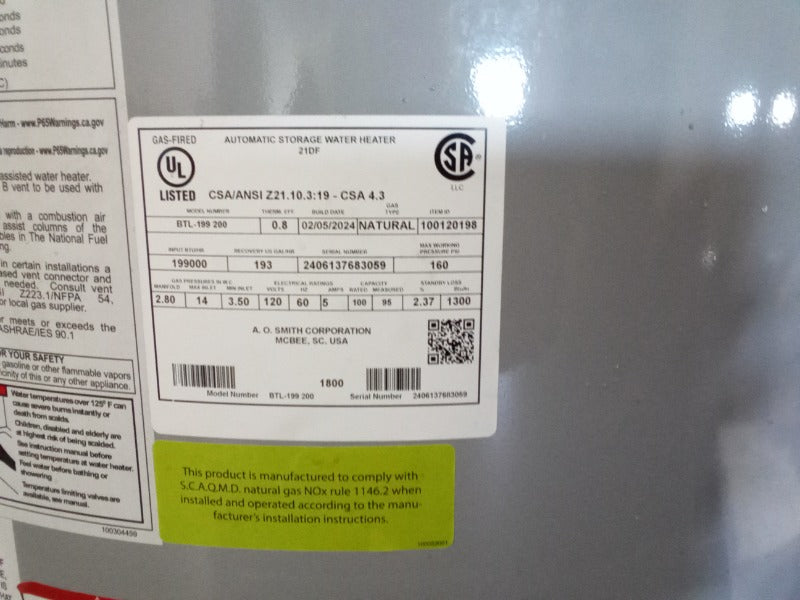 onds
onds
conds
inutes
C)
Harm - www.P65Warnings.ca.gov
reproduction - www.P65Warnings.ca.gov
assisted water heater.
B vent to be used with
with a combustion air
assist columns of the
bles in The National Fuel
ng.
in certain installations a
ased vent connector and
needed. Consult vent
Z223.1/NFPA 54,
or local gas supplier.
r meets or exceeds the
ASHRAE/IES 90.1
R YOUR SAFETY
gasoline or other flammable vapors
icinity of this or any other appliance.
Water temperatures over 125° F can
cause severe burns instantly or
death from scalds.
Children, disabled and elderly are
at highest risk of being scalded.
See instruction manual before
setting temperature at water heater.
Feel water before bathing or
showering
Temperature limiting valves are
available, see manual.
100304459
GAS-FIRED
UL
LISTED
AUTOMATIC STORAGE WATER HEATER
21DF
SA ®
LLC
CSA/ANSI Z21.10.3:19 - CSA 4.3
MODEL NUMBER THERM. EFF. BUILD DATE GAS TYPE ITEM ID
BTL-199 200 0.8 02/05/2024 NATURAL 100120198
INPUT BTU/HR RECOVERY US GAL/HR SERIAL NUMBER MAX WORKING PRESSURE PSI
199000 193 2406137683059 160
GAS PRESSURES IN W.C. ELECTRICAL RATINGS CAPACITY STANDBY LOSS
MANIFOLD MAX INLET MIN INLET VOLTS HZ AMPS RATED MEASURED % Btu/h
2.80 14 3.50 120 60 5 100 95 2.37 1300
A. O. SMITH CORPORATION
MCBEE, SC. USA
1800
Model Number BTL-199 200 Serial Number 2406137683059
This product is manufactured to comply with
S.C.A.Q.M.D. natural gas NOx rule 1146.2 when
installed and operated according to the manu-
facturer's installation instructions.